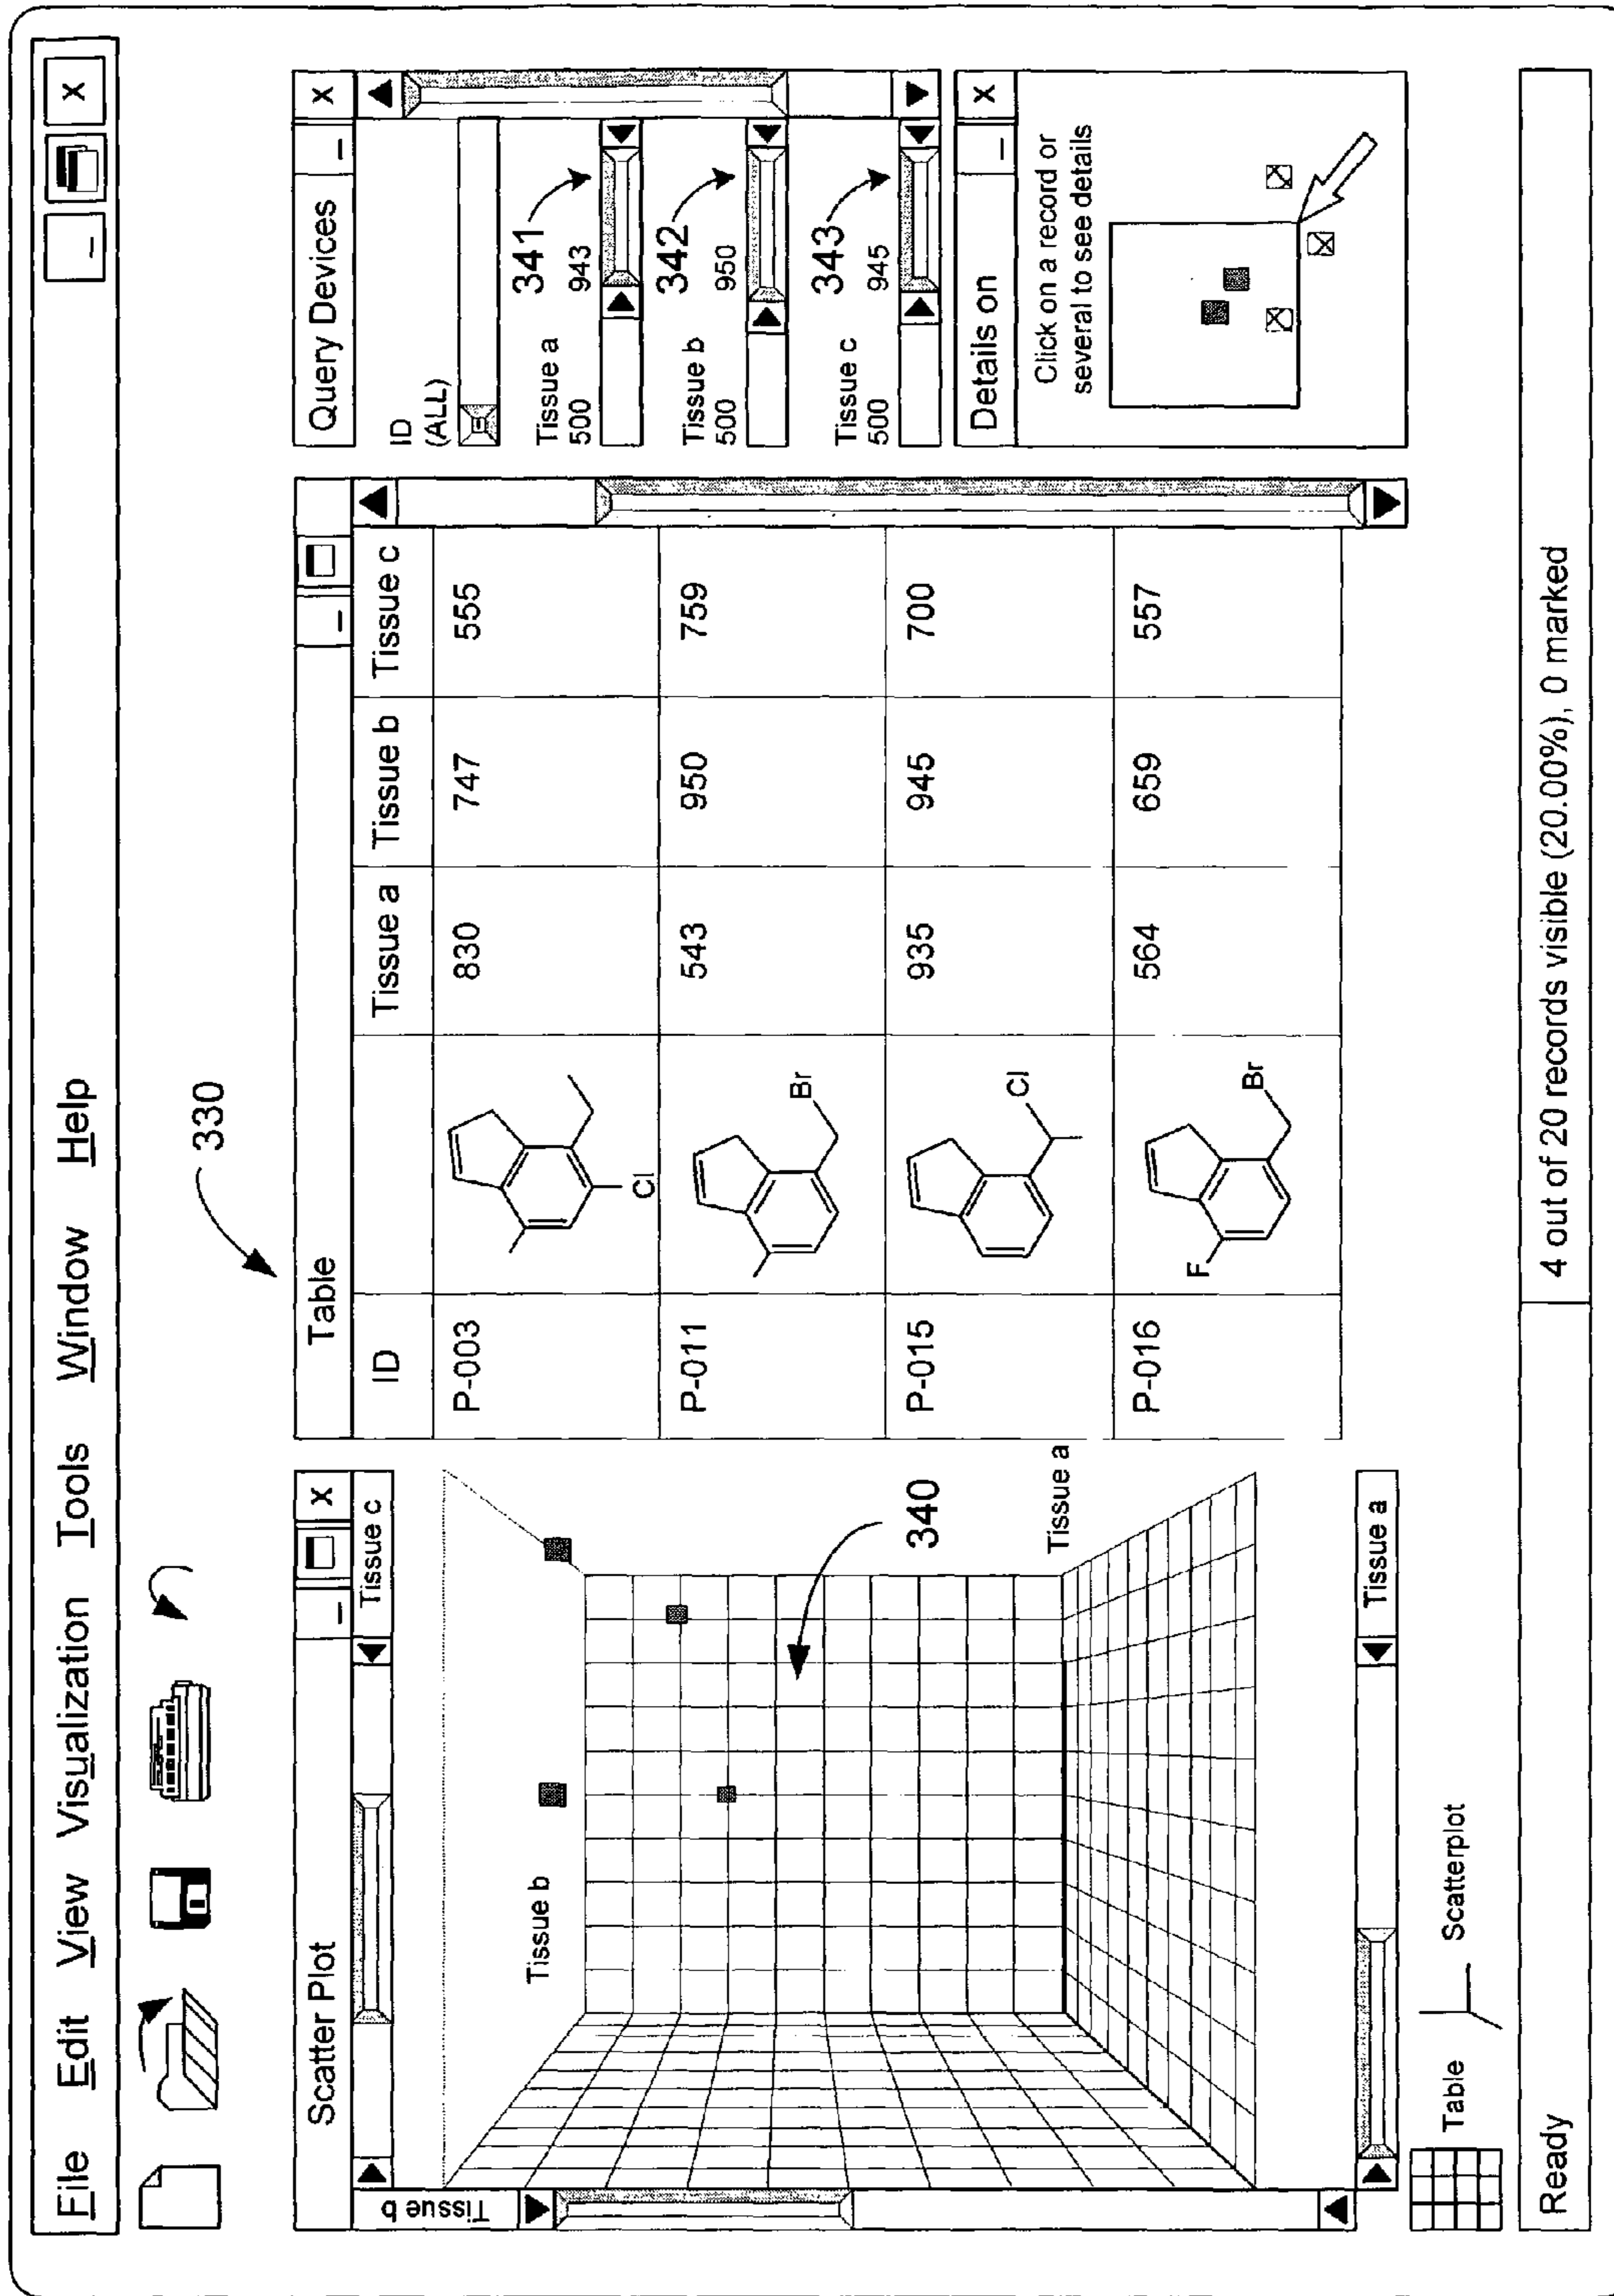 File Edit View Visualization Tools Window Help _ X
330
Scatter Plot _ X
Tissue c
Tissue b
Tissue b
340
Tissue a
Tissue a
Table _
ID Tissue a Tissue b Tissue c
P-003 Cl 830 747 555
P-011 Br 543 950 759
P-015 Cl 935 945 700
P-016 F Br 564 659 557
Query Devices _ X
ID
(ALL)
341
Tissue a
500 943
342
Tissue b
500 950
343
Tissue c
500 945
Details on _ X
Click on a record or
several to see details
Table Scatterplot
Ready 4 out of 20 records visible (20.00%), 0 marked